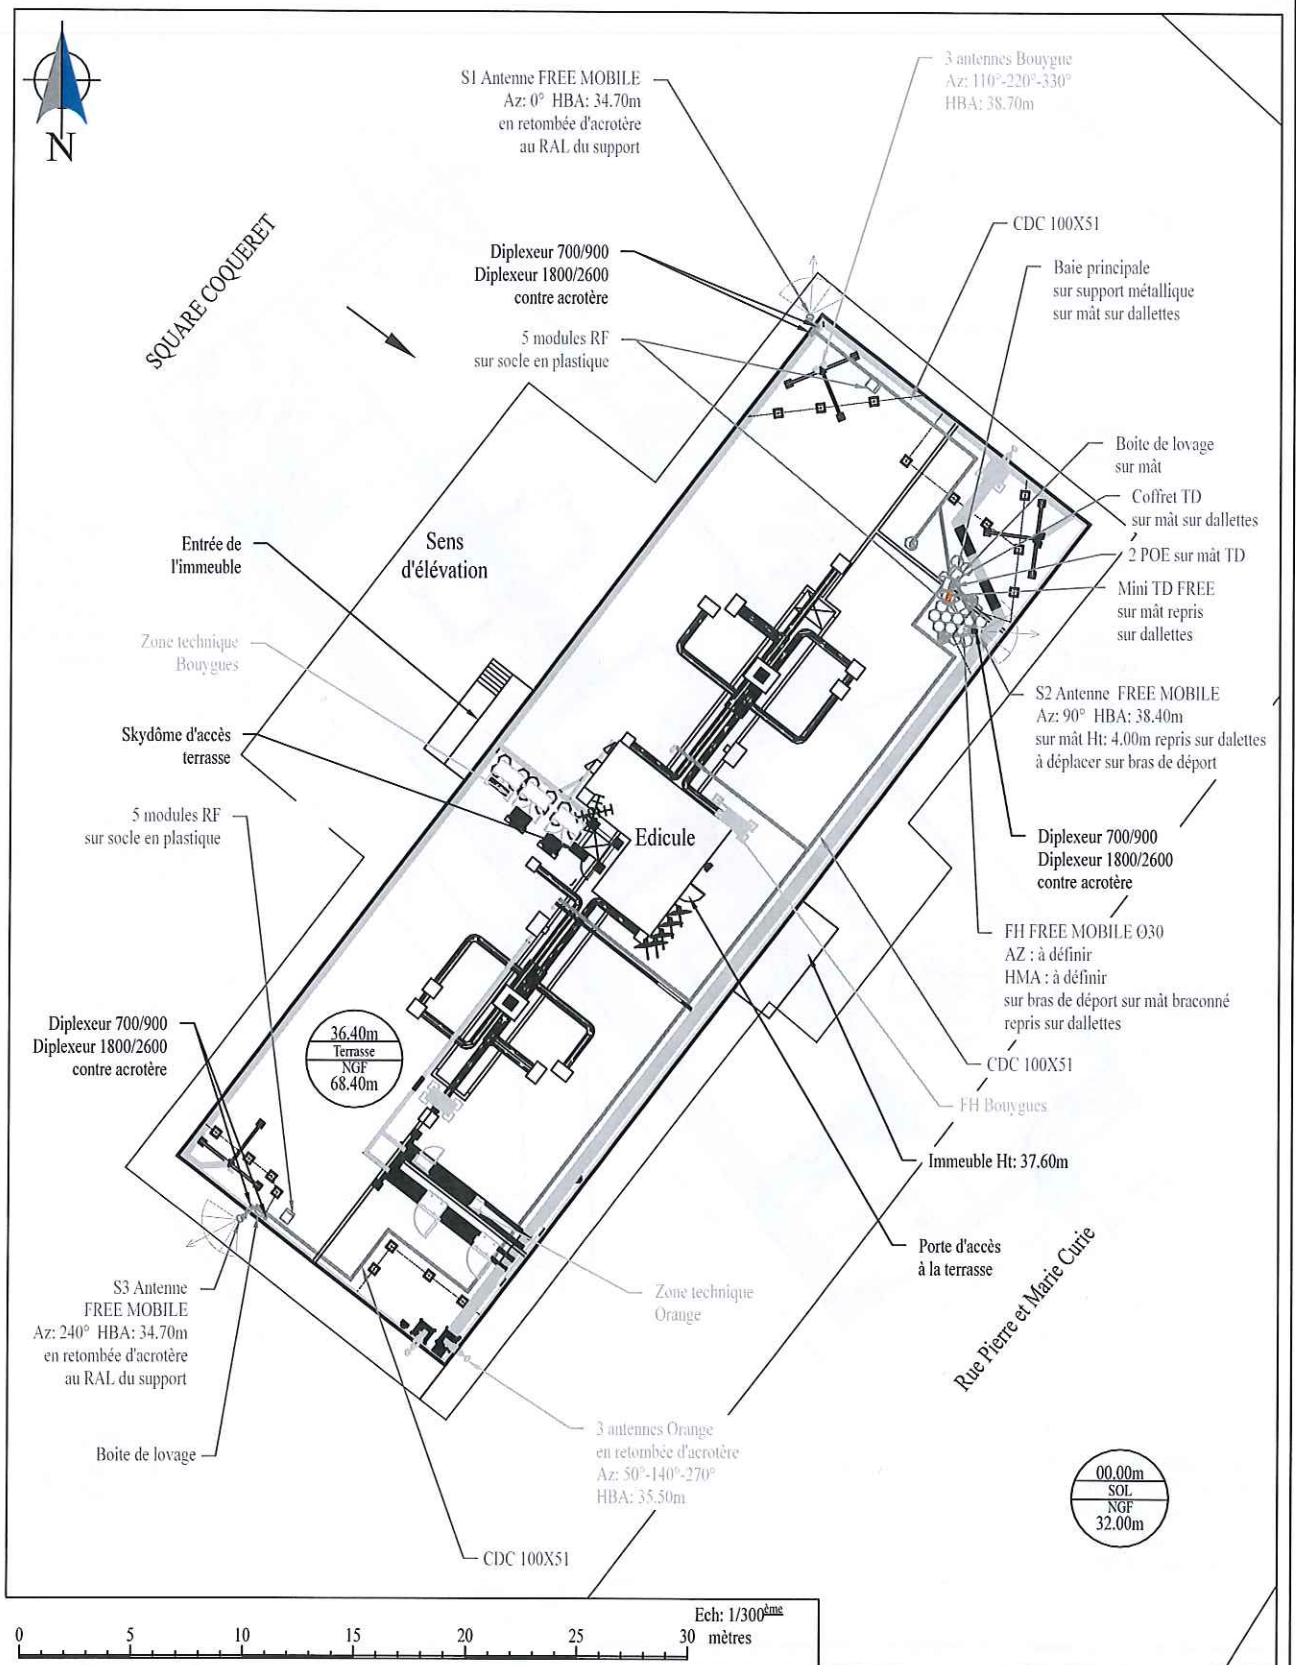 N
S1 Antenne FREE MOBILE
Az: 0° HBA: 34.70m
en retombée d'acrotère
au RAL du support
3 antennes Bouygue
Az: 110°-220°-330°
HBA: 38.70m
SQUARE COQUERET
CDC 100X51
Diplexeur 700/900
Diplexeur 1800/2600
contre acrotère
Baie principale
sur support métallique
sur mât sur dallettes
5 modules RF
sur socle en plastique
Boite de lovage
sur mât
Coffret TD
sur mât sur dallettes
2 POE sur mât TD
Mini TD FREE
sur mât repris
sur dallettes
Entrée de
l'immeuble
Sens
d'élévation
Zone technique
Bouygues
Skydôme d'accès
terrasse
S2 Antenne FREE MOBILE
Az: 90° HBA: 38.40m
sur mât Ht: 4.00m repris sur dalettes
à déplacer sur bras de déport
5 modules RF
sur socle en plastique
Edicule
Diplexeur 700/900
Diplexeur 1800/2600
contre acrotère
FH FREE MOBILE Ø30
AZ : à définir
HMA : à définir
sur bras de déport sur mât braconné
repris sur dallettes
Diplexeur 700/900
Diplexeur 1800/2600
contre acrotère
36.40m
Terrasse
NGF
68.40m
CDC 100X51
FH Bouygues
Immeuble Ht: 37.60m
Porte d'accès
à la terrasse
Rue Pierre et Marie Curie
S3 Antenne
FREE MOBILE
Az: 240° HBA: 34.70m
en retombée d'acrotère
au RAL du support
Zone technique
Orange
Boite de lovage
3 antennes Orange
en retombée d'acrotère
Az: 50°-140°-270°
HBA: 35.50m
00.00m
SOL
NGF
32.00m
CDC 100X51
Ech: 1/300ème
0 5 10 15 20 25 30 mètres